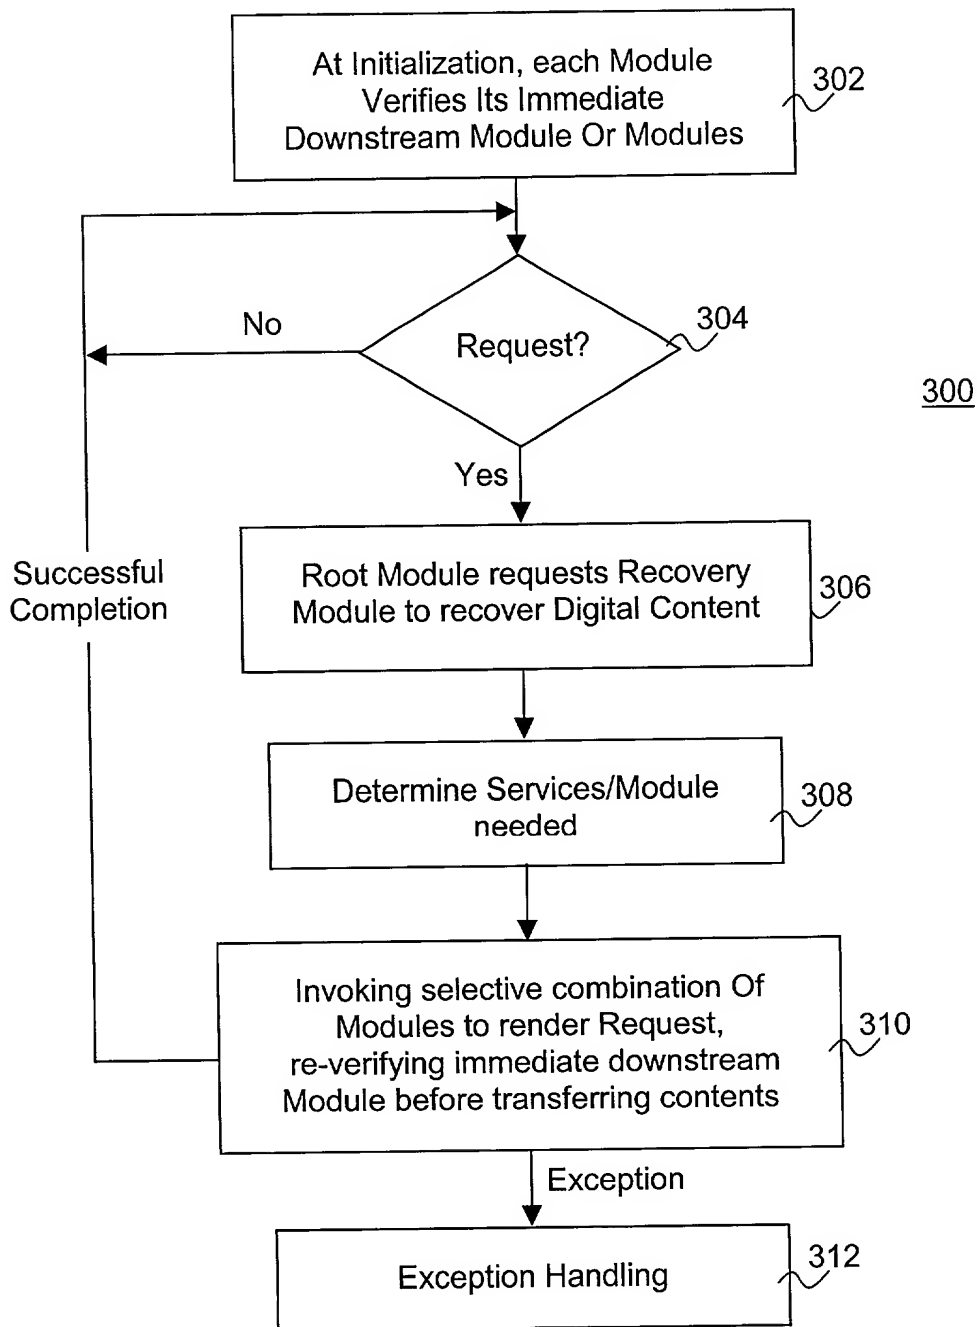 At Initialization, each Module
Verifies Its Immediate
Downstream Module Or Modules
302
No
Request?
304
300
Yes
Successful
Completion
Root Module requests Recovery
Module to recover Digital Content
306
Determine Services/Module
needed
308
Invoking selective combination Of
Modules to render Request,
re-verifying immediate downstream
Module before transferring contents
310
Exception
Exception Handling
312